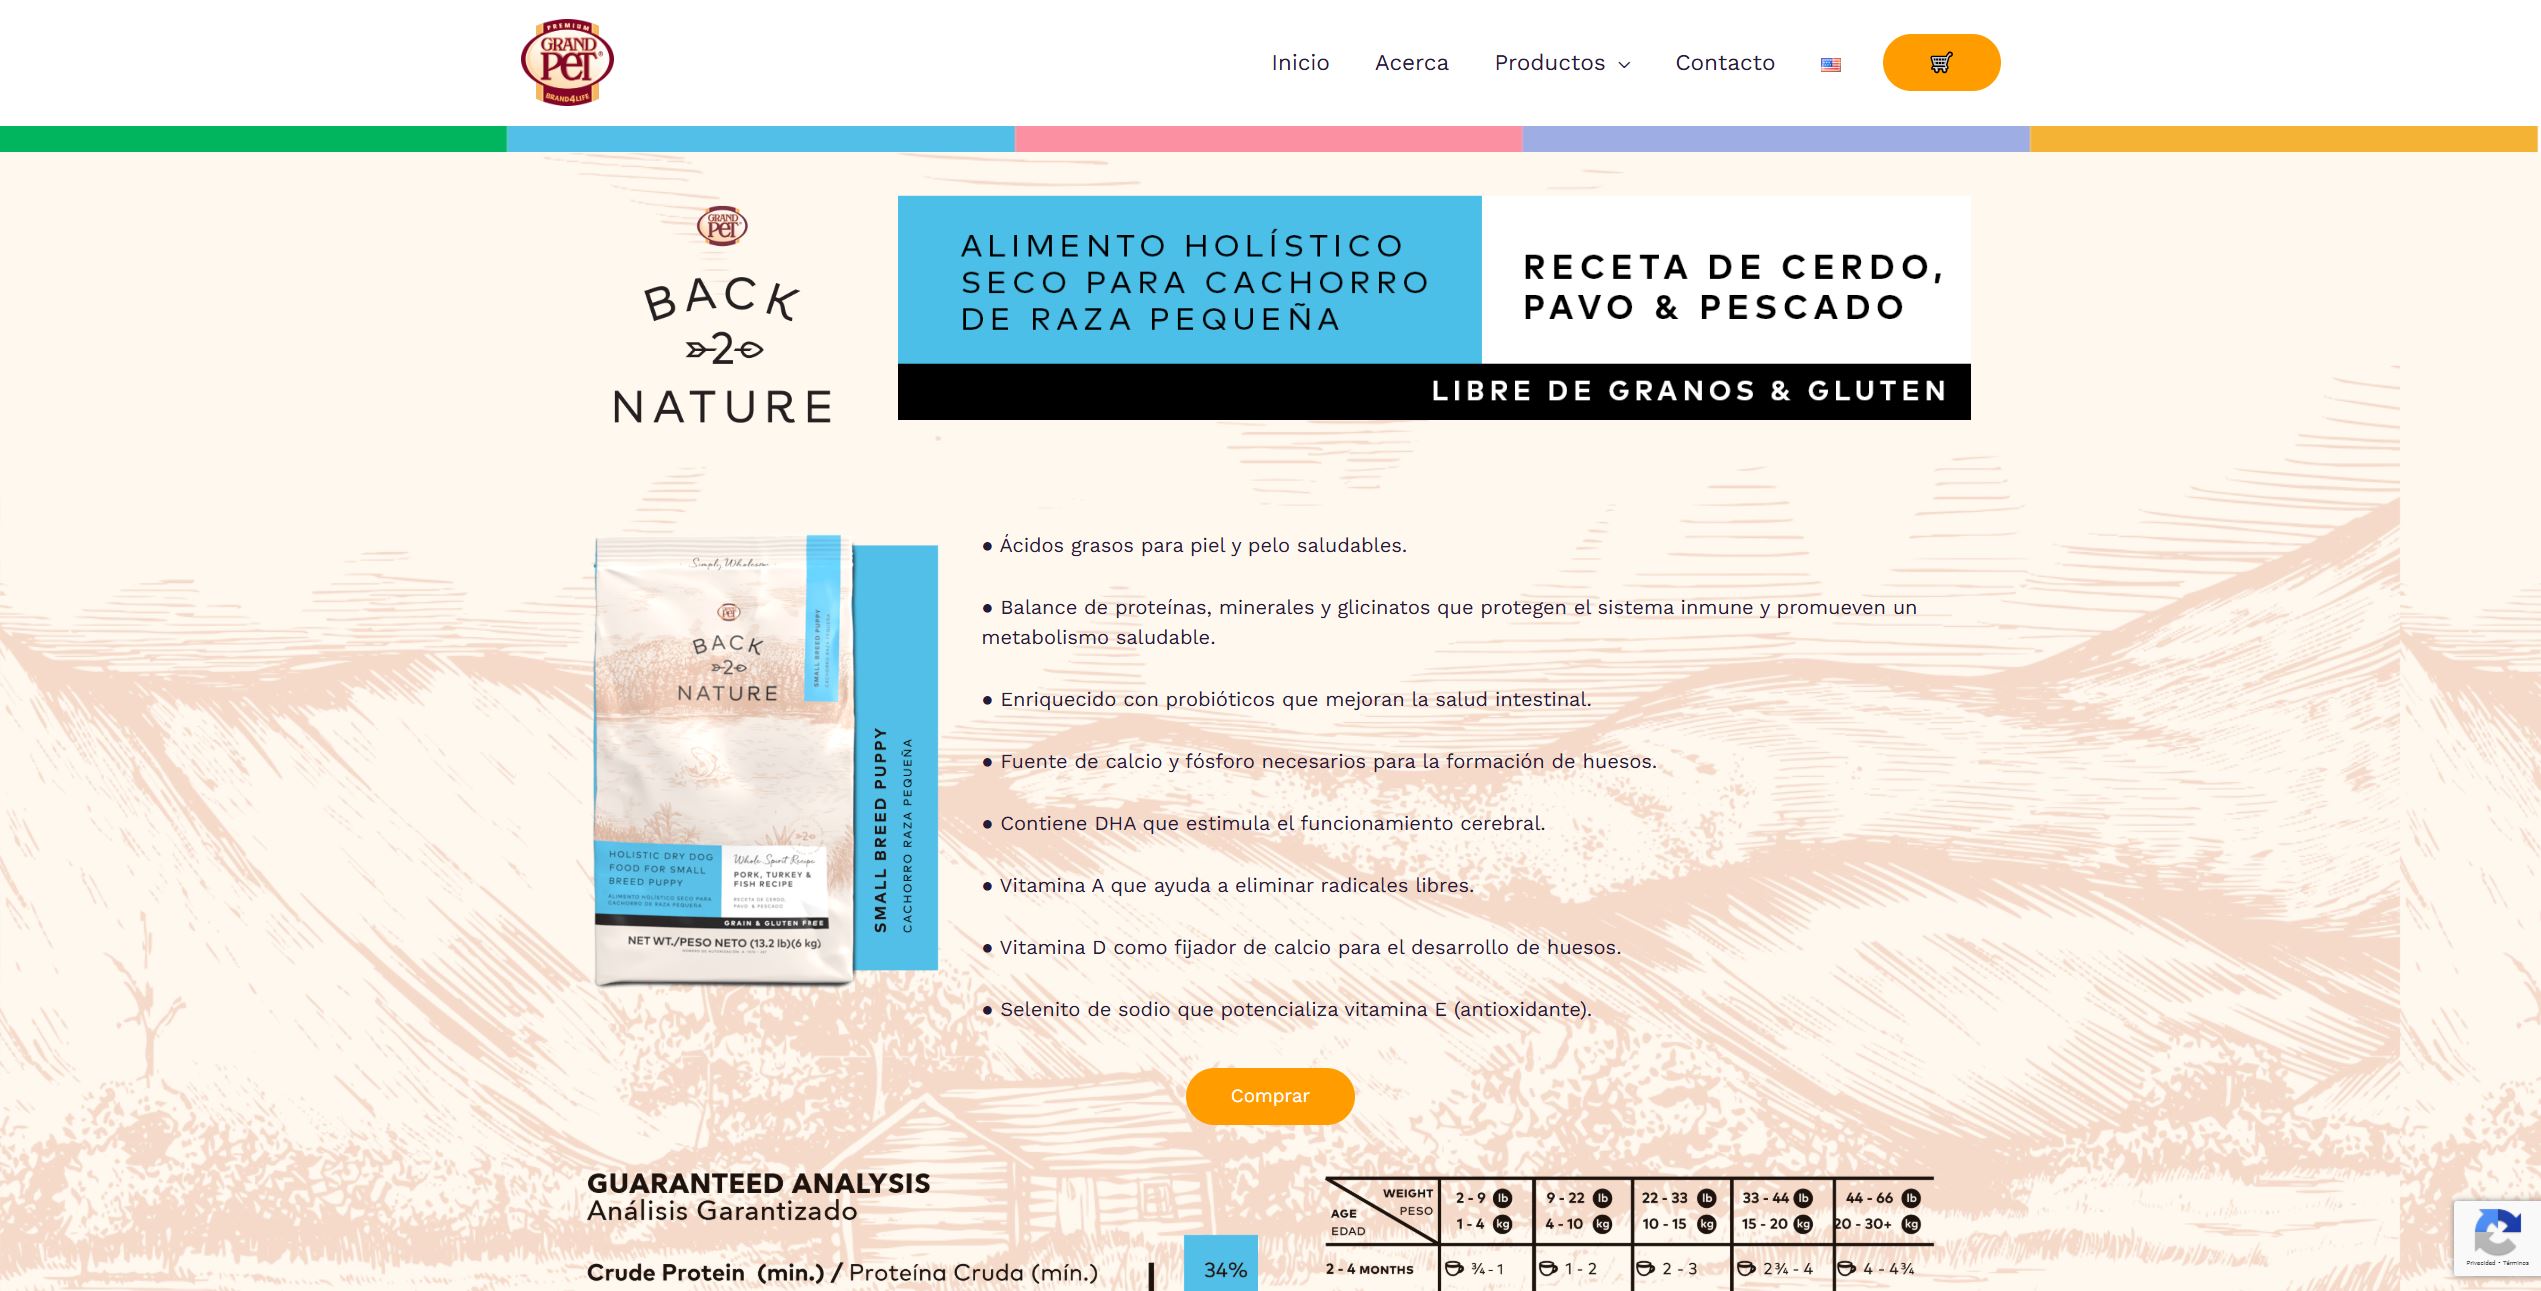 PREMIUM
GRAND
PET®
BRAND4LIFE
Inicio
Acerca
Productos
Contacto
GRAND
PET
BACK
2
NATURE
ALIMENTO HOLÍSTICO
SECO PARA CACHORRO
DE RAZA PEQUEÑA
RECETA DE CERDO,
PAVO & PESCADO
LIBRE DE GRANOS & GLUTEN
Simply Wholesome
PET
BACK
2
NATURE
SMALL BREED PUPPY
CACHORRO RAZA PEQUEÑA
HOLISTIC DRY DOG
FOOD FOR SMALL
BREED PUPPY
ALIMENTO HOLÍSTICO SECO PARA
CACHORRO DE RAZA PEQUEÑA
Whole Spirit Recipe
PORK, TURKEY &
FISH RECIPE
RECETA DE CERDO,
PAVO & PESCADO
GRAIN & GLUTEN FREE
NET WT./PESO NETO (13.2 lb)(6 kg)
SMALL BREED PUPPY
CACHORRO RAZA PEQUEÑA
● Ácidos grasos para piel y pelo saludables.
● Balance de proteínas, minerales y glicinatos que protegen el sistema inmune y promueven un
metabolismo saludable.
● Enriquecido con probióticos que mejoran la salud intestinal.
● Fuente de calcio y fósforo necesarios para la formación de huesos.
● Contiene DHA que estimula el funcionamiento cerebral.
● Vitamina A que ayuda a eliminar radicales libres.
● Vitamina D como fijador de calcio para el desarrollo de huesos.
● Selenito de sodio que potencializa vitamina E (antioxidante).
Comprar
GUARANTEED ANALYSIS
Análisis Garantizado
Crude Protein (min.) / Proteína Cruda (mín.)
34%
WEIGHT
PESO
AGE
EDAD
2 - 9 lb
9 - 22 lb
22 - 33 lb
33 - 44 lb
44 - 66 lb
1 - 4 kg
4 - 10 kg
10 - 15 kg
15 - 20 kg
20 - 30+ kg
2 - 4 MONTHS
¾ - 1
1 - 2
2 - 3
2¾ - 4
4 - 4¾
Privacidad - Términos